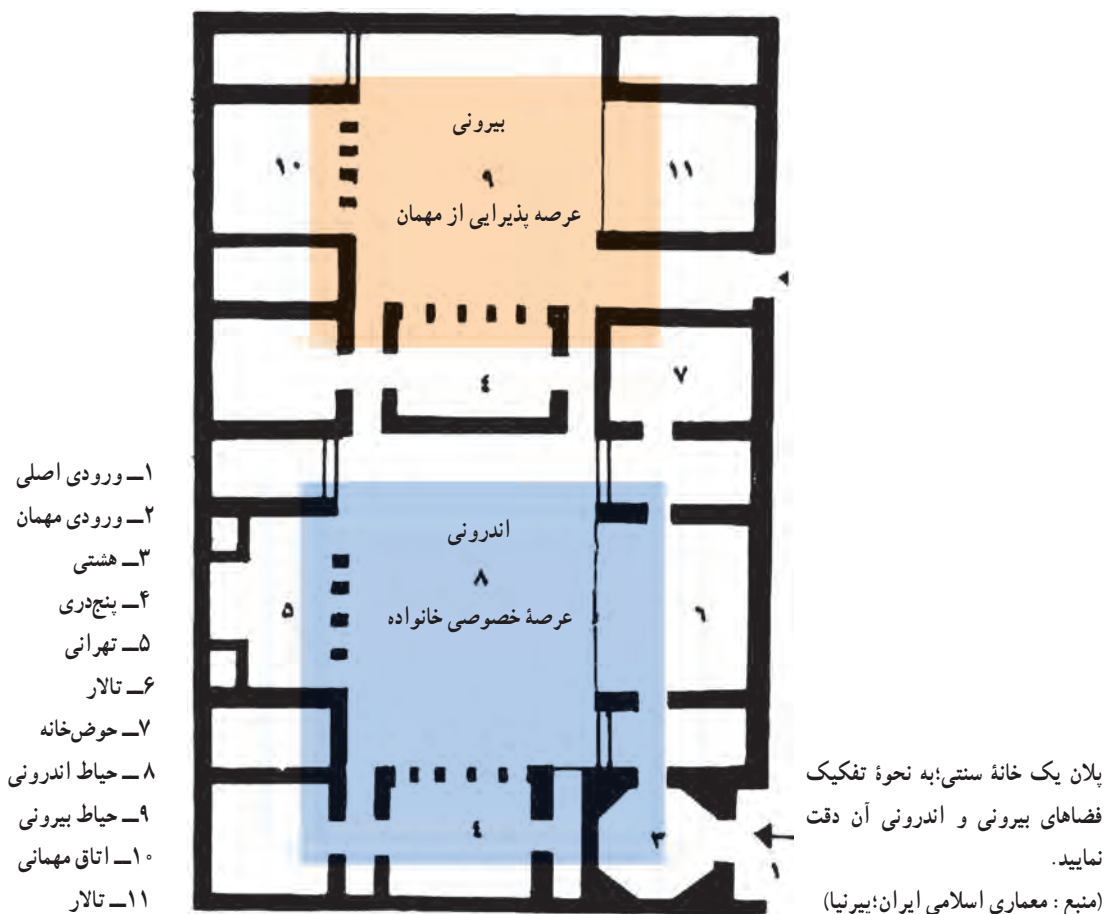 بیرونی
۹
عرصه پذیرایی از مهمان
۱۰
۱۱
۴
۷
اندرونی
۸
عرصهٔ خصوصی خانواده
۵
۶
۴
۳
۱
۱ــ ورودی اصلی
۲ــ ورودی مهمان
۳ــ هشتی
۴ــ پنج‌دری
۵ــ تهرانی
۶ــ تالار
۷ــ حوض‌خانه
۸ ــ حیاط اندرونی
۹ــ حیاط بیرونی
۱۰ــ اتاق مهمانی
۱۱ــ تالار
پلان یک خانهٔ سنتی؛به نحوهٔ تفکیک
فضاهای بیرونی و اندرونی آن دقت
نمایید.
(منبع : معماری اسلامی ایران؛پیرنیا)